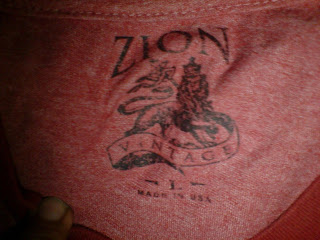 ZION
VINTAGE
- L -
MADE IN USA